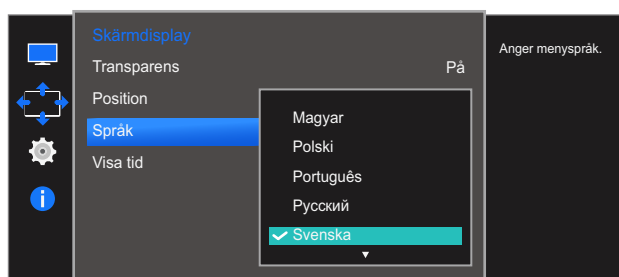 Skärmdisplay
Transparens På
Position
Språk
Visa tid
Magyar
Polski
Português
Русский
Svenska
Anger menyspråk.